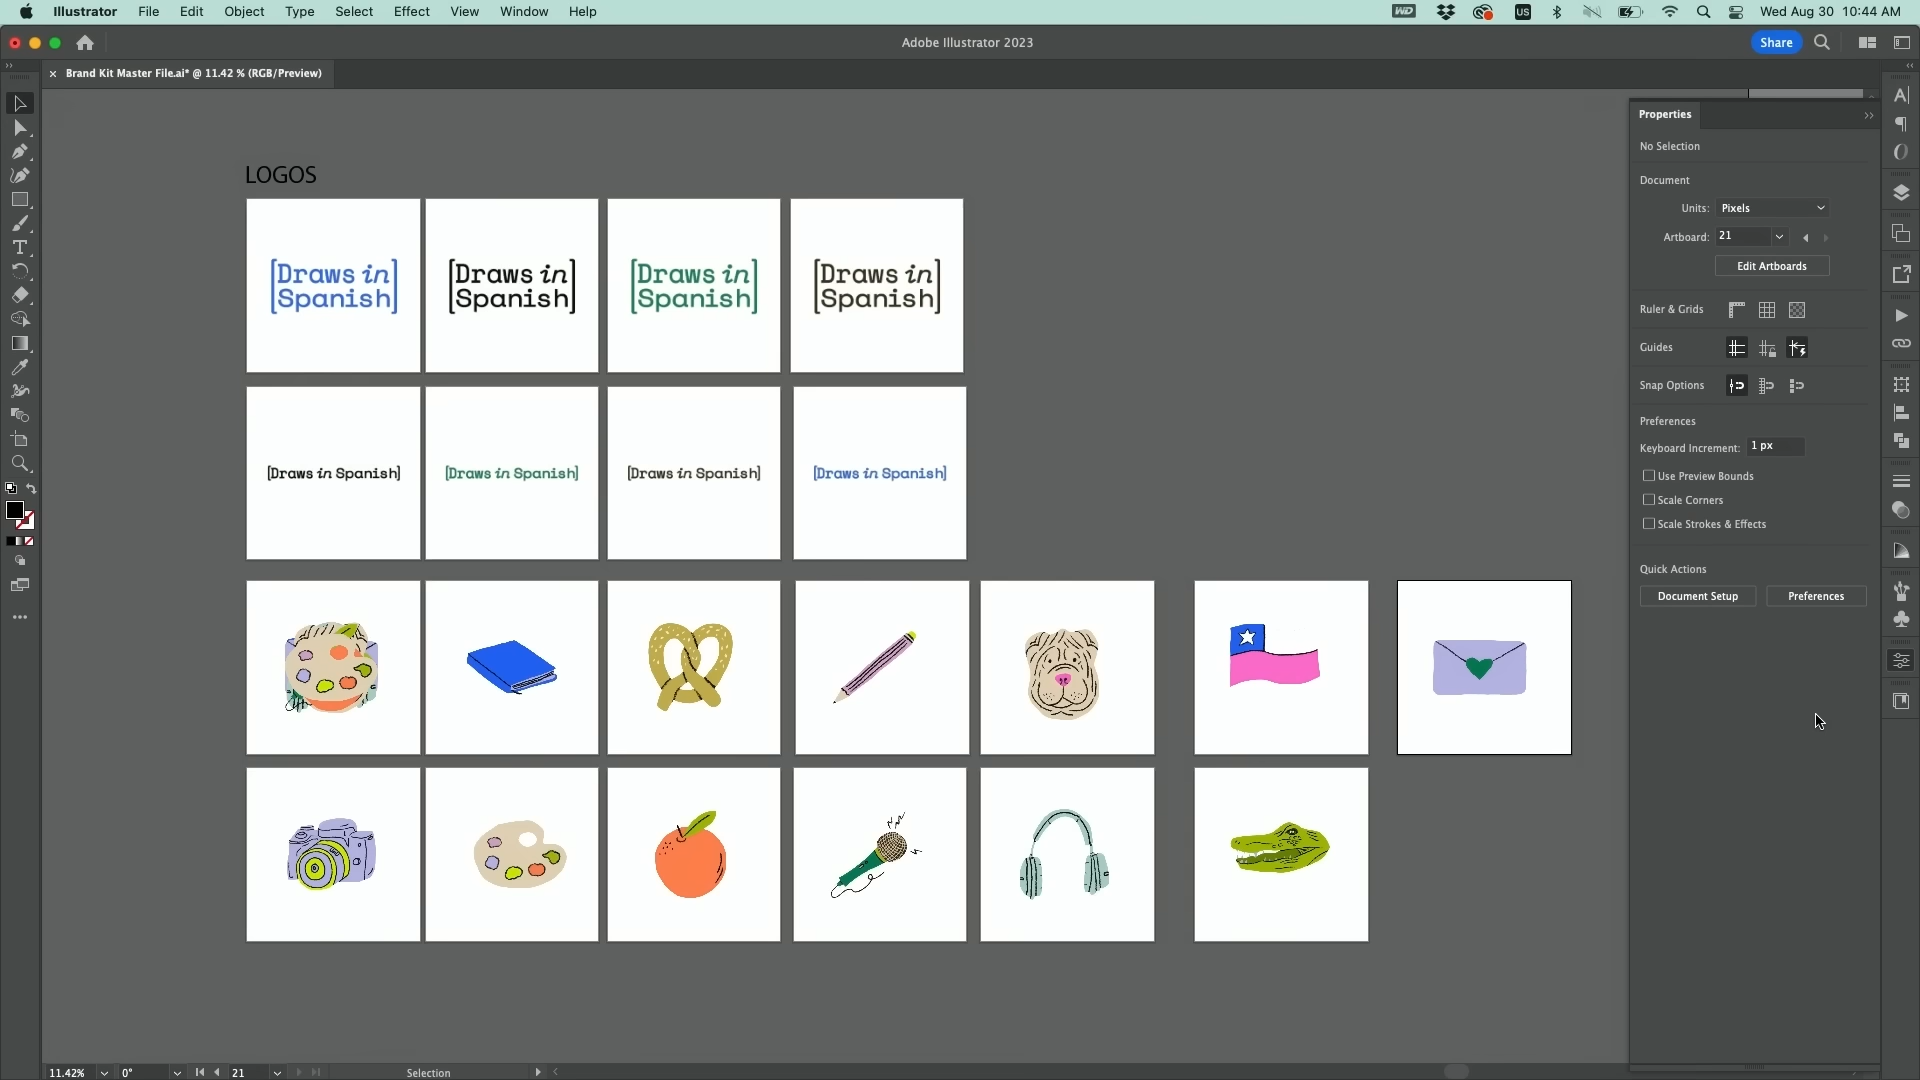 Illustrator File Edit Object Type Select Effect View Window Help
WD
US
Wed Aug 30 10:44 AM
Adobe Illustrator 2023
Share
× Brand Kit Master File.ai* @ 11.42 % (RGB/Preview)
Properties
No Selection
Document
Units: Pixels
Artboard: 21
Edit Artboards
Ruler & Grids
Guides
Snap Options
Preferences
Keyboard Increment: 1 px
Use Preview Bounds
Scale Corners
Scale Strokes & Effects
Quick Actions
Document Setup Preferences
LOGOS
[Draws in
Spanish]
[Draws in
Spanish]
[Draws in
Spanish]
[Draws in
Spanish]
[Draws in Spanish]
[Draws in Spanish]
[Draws in Spanish]
[Draws in Spanish]
11.42% 0° 21 Selection